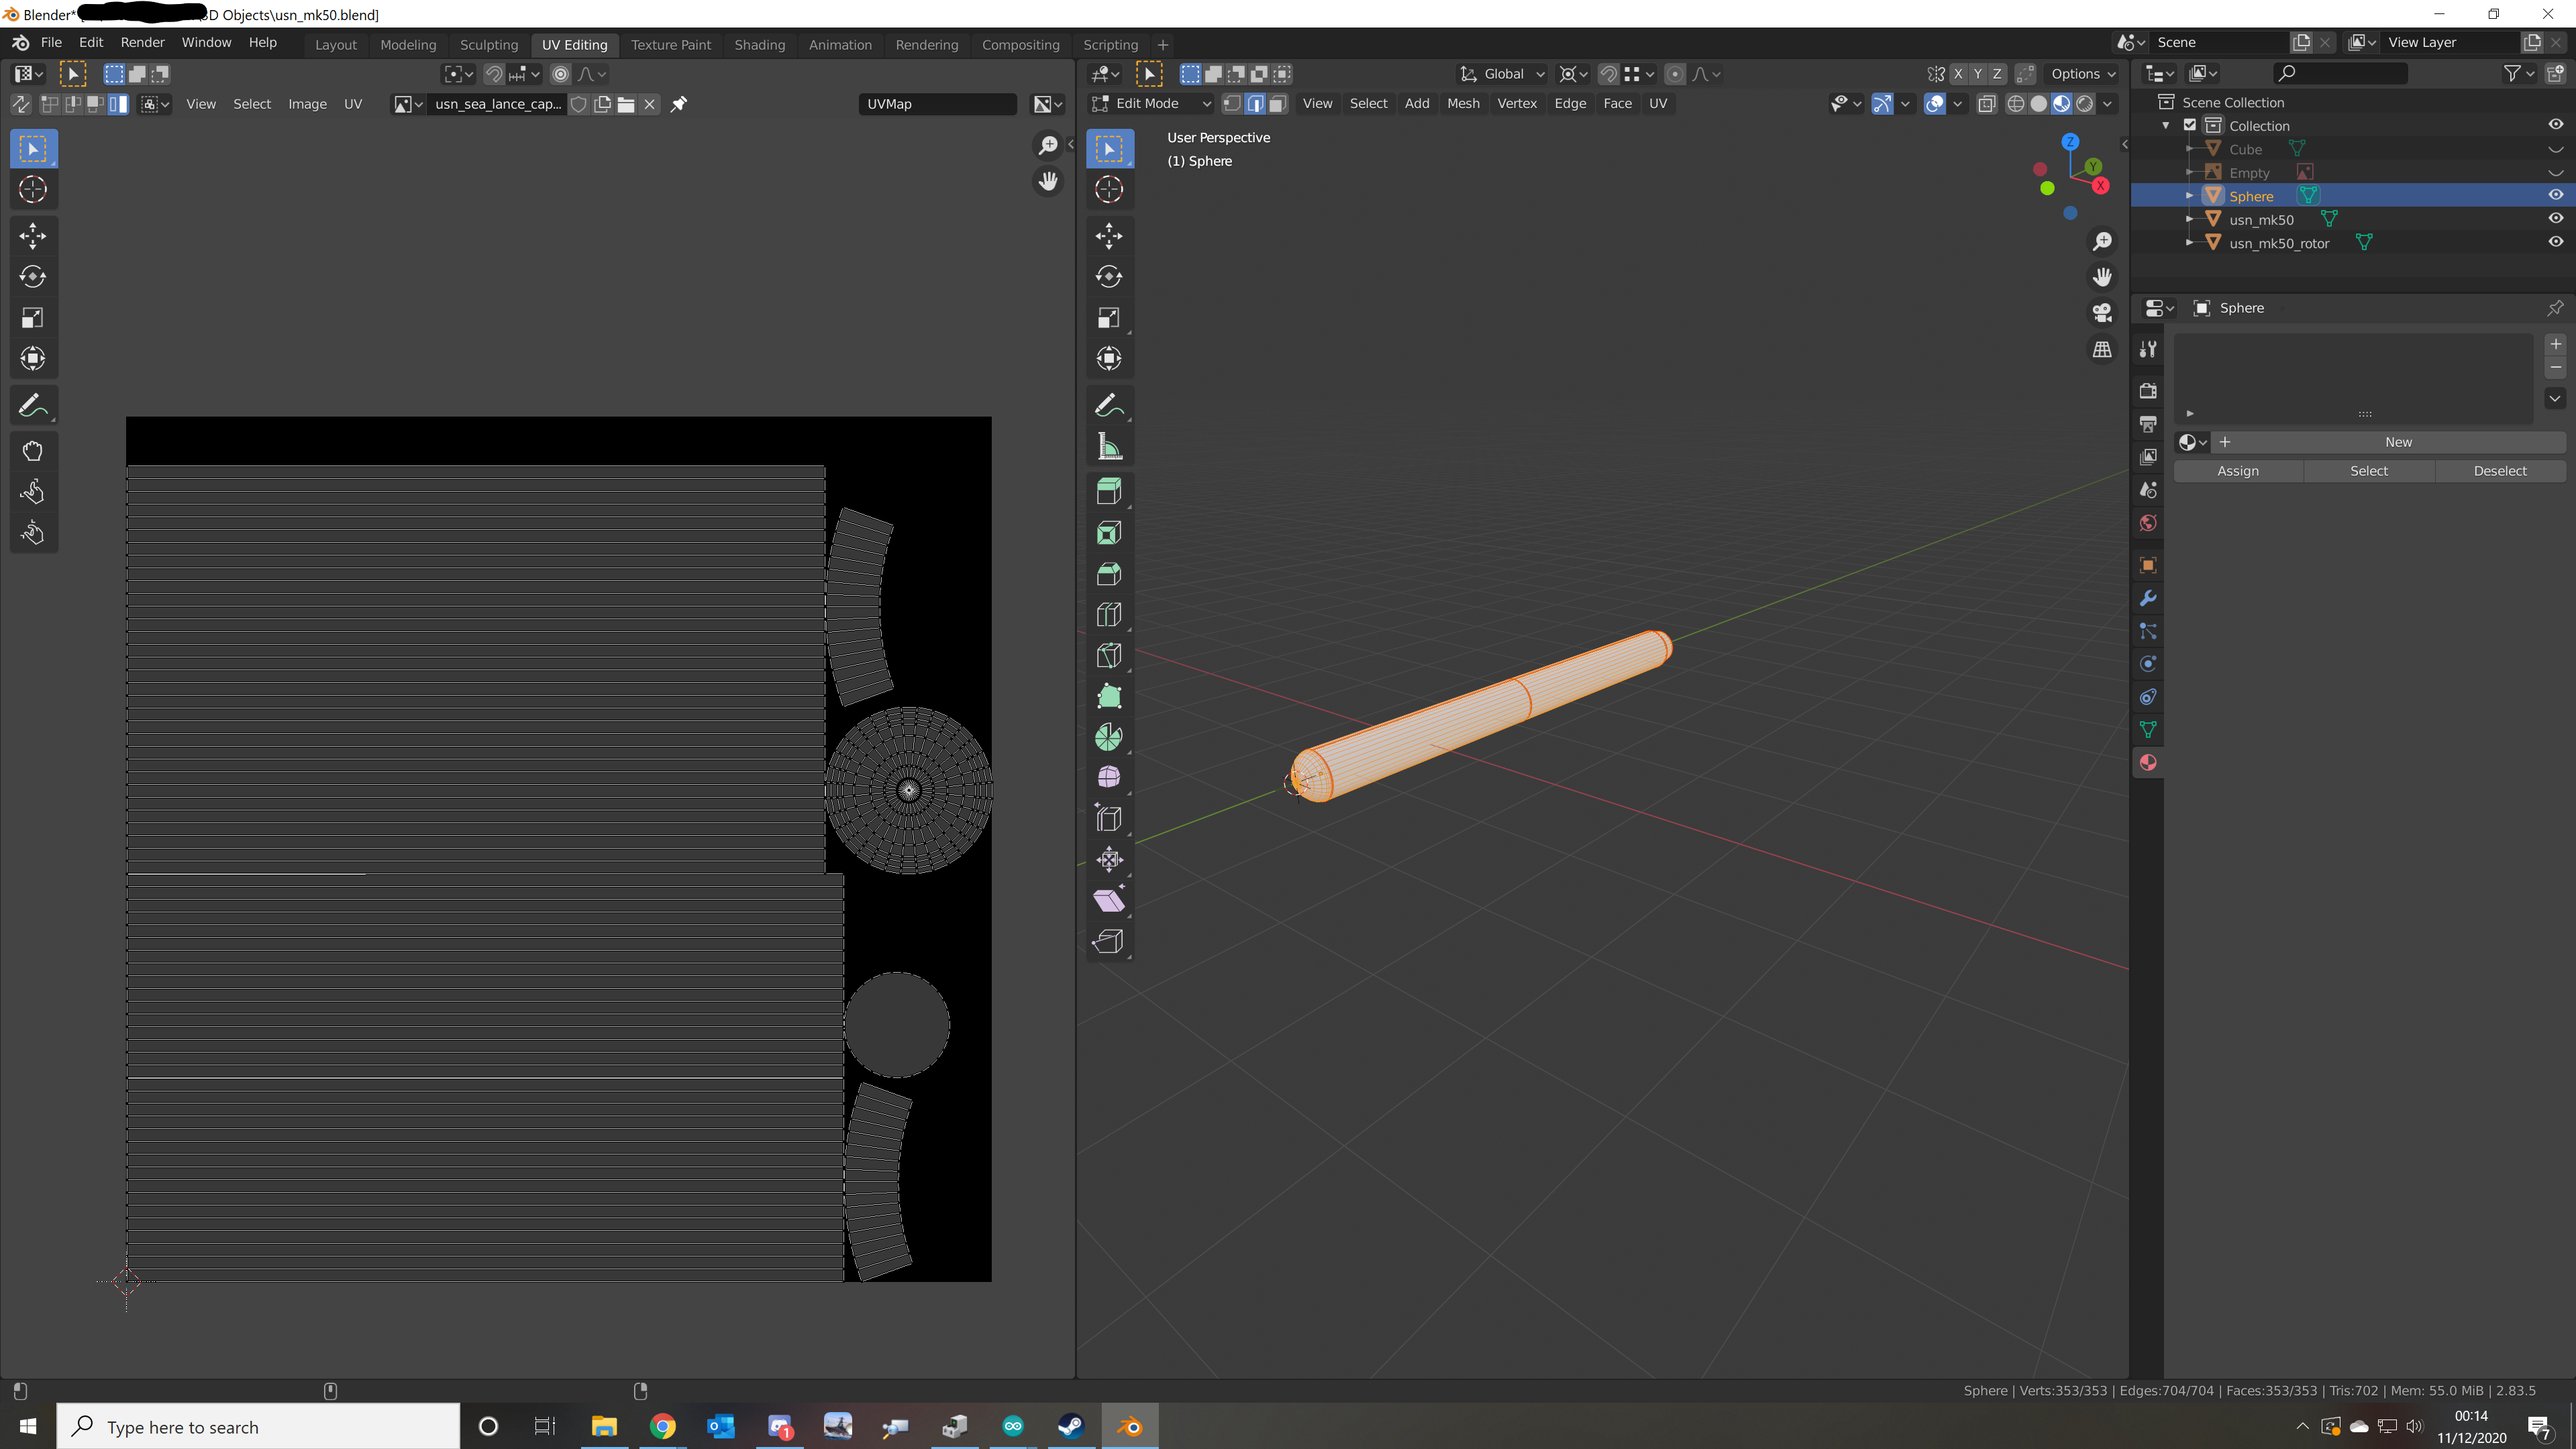 Blender* D Objects\usn_mk50.blend]
File Edit Render Window Help Layout Modeling Sculpting UV Editing Texture Paint Shading Animation Rendering Compositing Scripting + Scene View Layer
Global X Y Z Options
View Select Image UV usn_sea_lance_cap... UVMap Edit Mode View Select Add Mesh Vertex Edge Face UV
Scene Collection
Collection
Cube
Empty
Sphere
usn_mk50
usn_mk50_rotor
User Perspective
(1) Sphere
Z
Y
X
Sphere
New
Assign Select Deselect
Sphere | Verts:353/353 | Edges:704/704 | Faces:353/353 | Tris:702 | Mem: 55.0 MiB | 2.83.5
Type here to search
1
00:14
11/12/2020
7